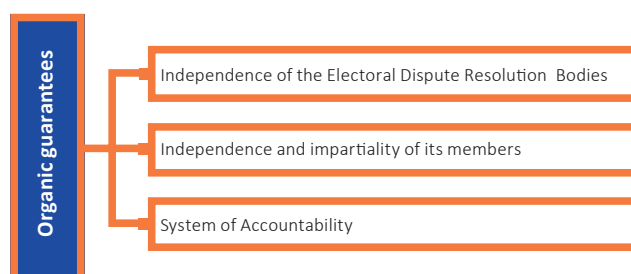 Organic guarantees
Independence of the Electoral Dispute Resolution Bodies
Independence and impartiality of its members
System of Accountability